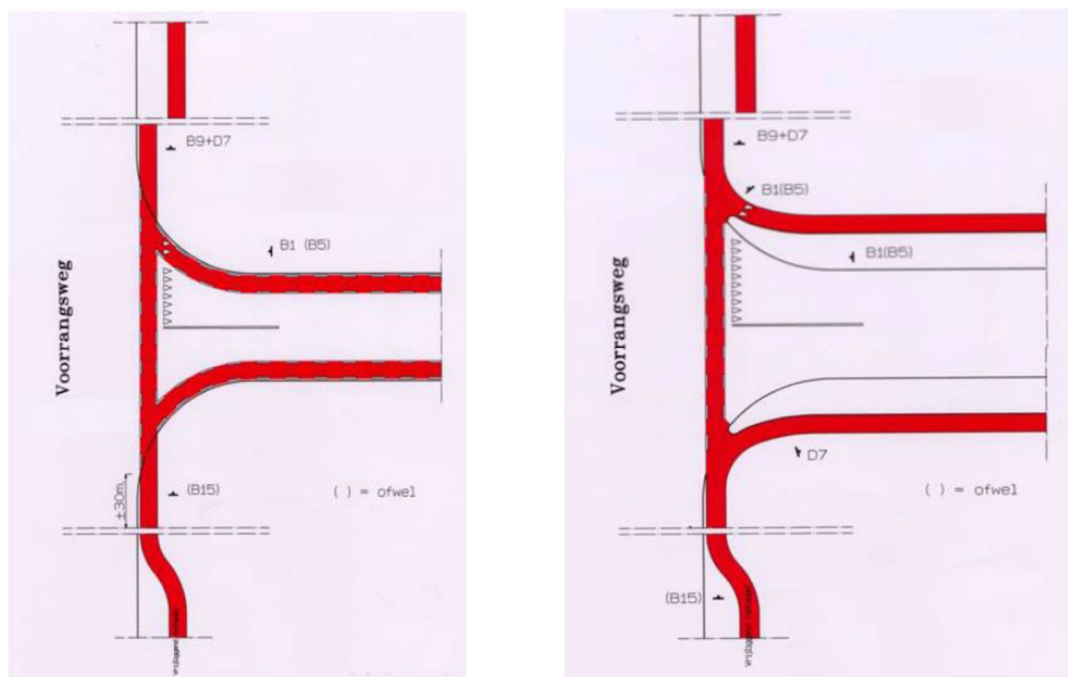 B9+D7
B1 (B5)
Voorrangsweg
±30m
(B15)
( ) = ofwel
B9+D7
B1(B5)
B1(B5)
Voorrangsweg
D7
( ) = ofwel
(B15)